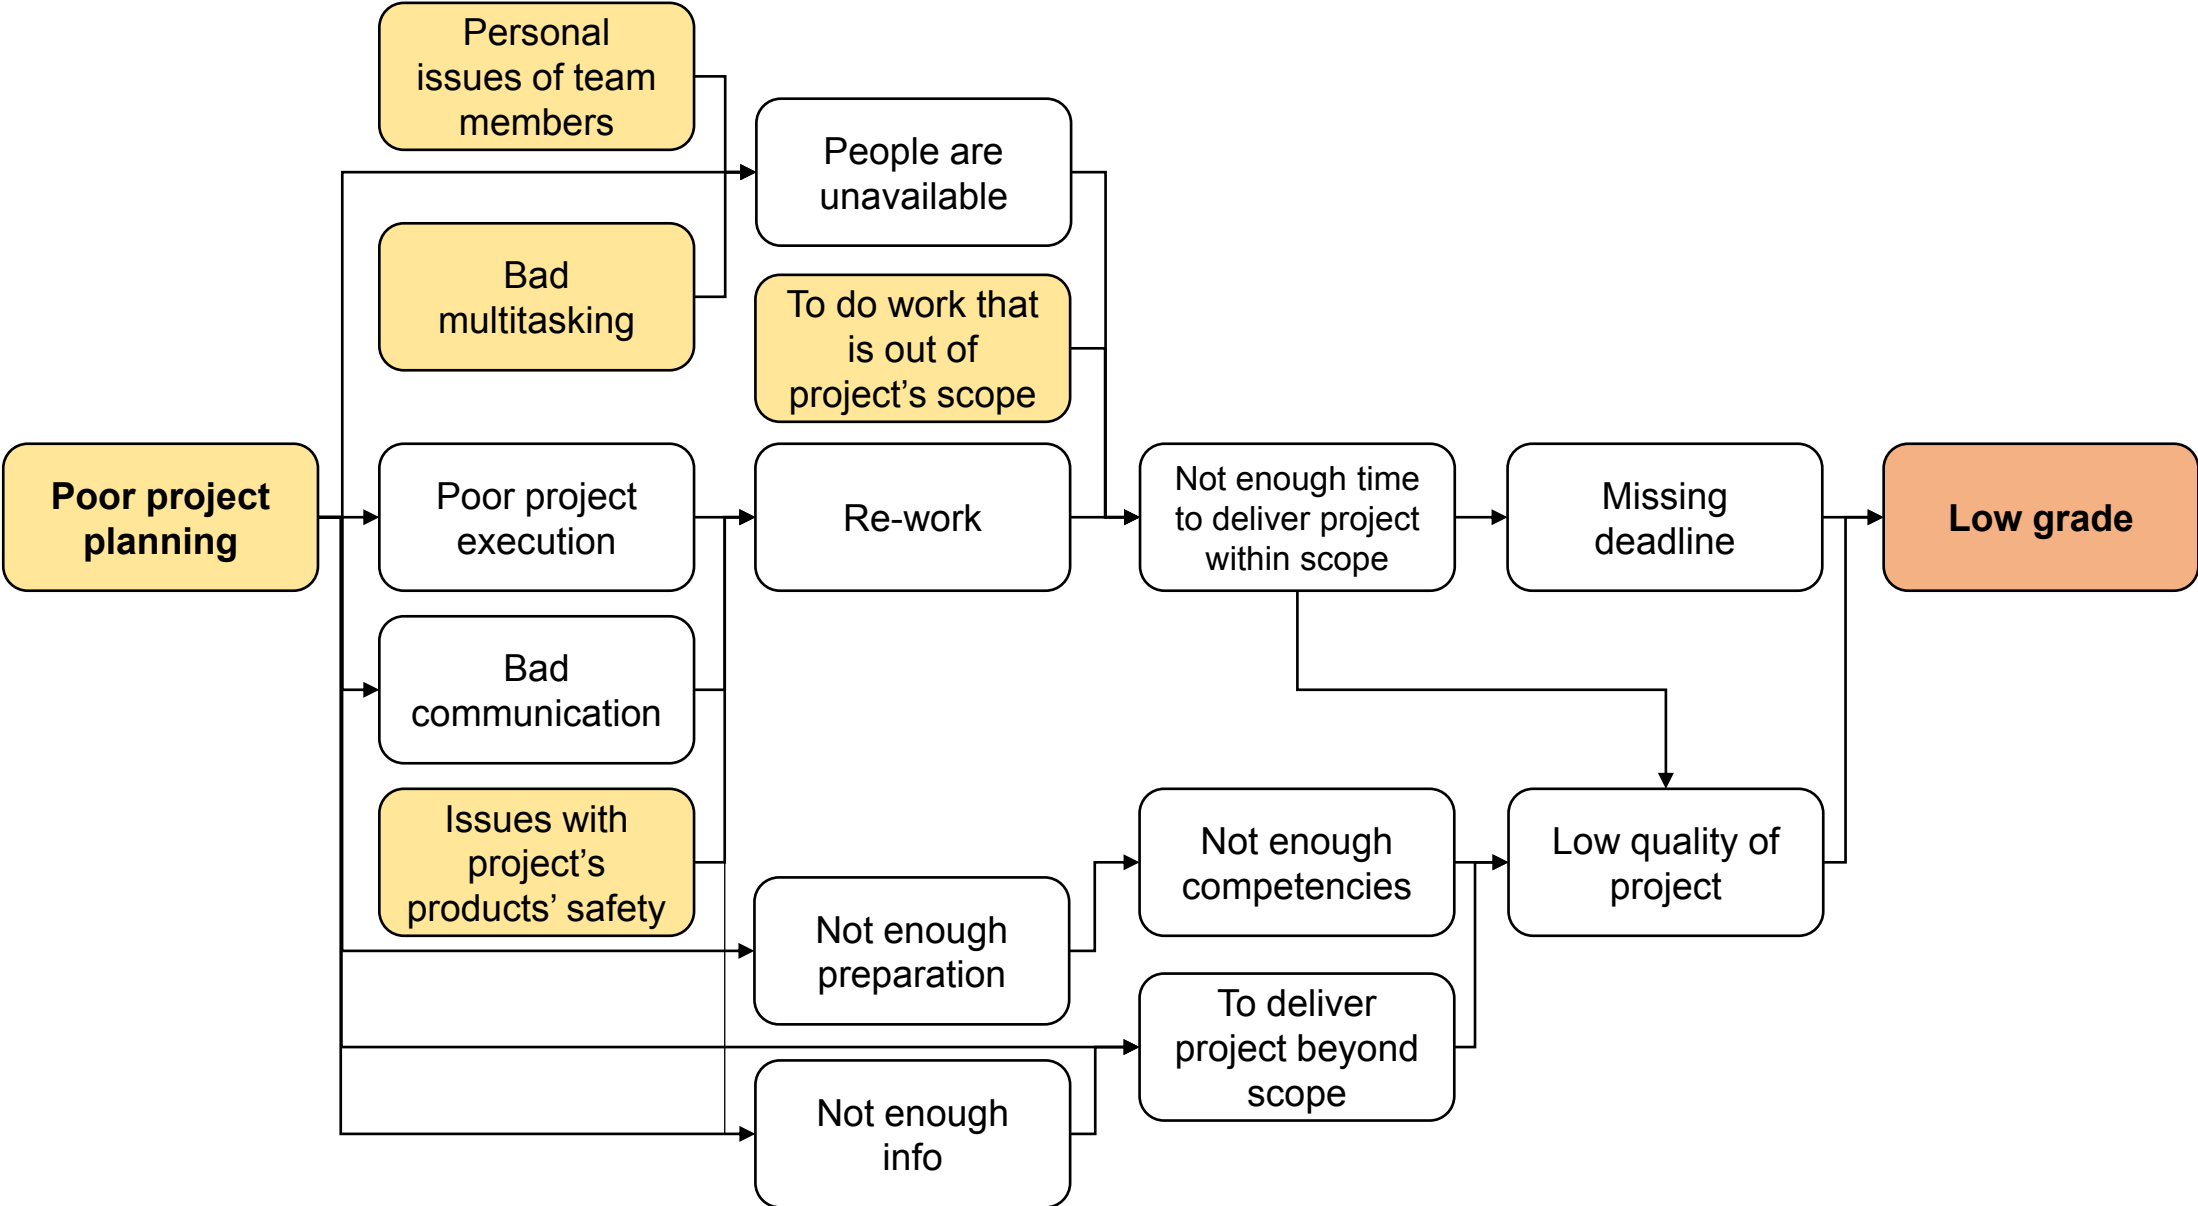 Personal
issues of team
members
People are
unavailable
Bad
multitasking
To do work that
is out of
project’s scope
Poor project
planning
Poor project
execution
Re-work
Not enough time
to deliver project
within scope
Missing
deadline
Low grade
Bad
communication
Issues with
project’s
products’ safety
Not enough
preparation
Not enough
competencies
Low quality of
project
To deliver
project beyond
scope
Not enough
info